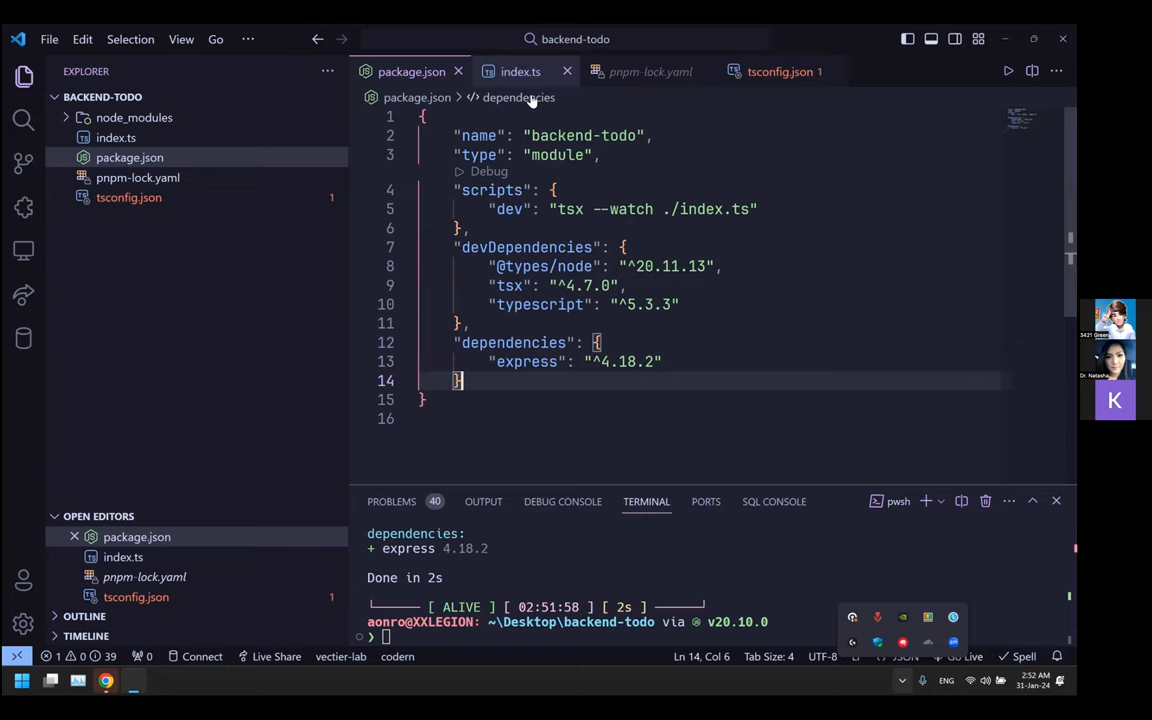 File Edit Selection View Go ··· backend-todo
EXPLORER ···
package.json index.ts pnpm-lock.yaml tsconfig.json 1
BACKEND-TODO
package.json > dependencies
node_modules
index.ts
package.json
pnpm-lock.yaml
tsconfig.json 1
1 {
2 "name": "backend-todo",
3 "type": "module",
Debug
4 "scripts": {
5 "dev": "tsx --watch ./index.ts"
6 },
7 "devDependencies": {
8 "@types/node": "^20.11.13",
9 "tsx": "^4.7.0",
10 "typescript": "^5.3.3"
11 },
12 "dependencies": {
13 "express": "^4.18.2"
14 }
15 }
16
3421 Green
Dr. Natasha
K
OPEN EDITORS
package.json
index.ts
pnpm-lock.yaml
tsconfig.json 1
OUTLINE
TIMELINE
PROBLEMS 40 OUTPUT DEBUG CONSOLE TERMINAL PORTS SQL CONSOLE pwsh
dependencies:
+ express 4.18.2
Done in 2s
[ ALIVE ] [ 02:51:58 ] [ 2s ]
aonro@XXLEGION: ~\Desktop\backend-todo via v20.10.0
❯
1 0 39 0 Connect Live Share vectier-lab codern Ln 14, Col 6 Tab Size: 4 UTF-8 JSON Go Live Spell
ENG 2:52 AM
31-Jan-24